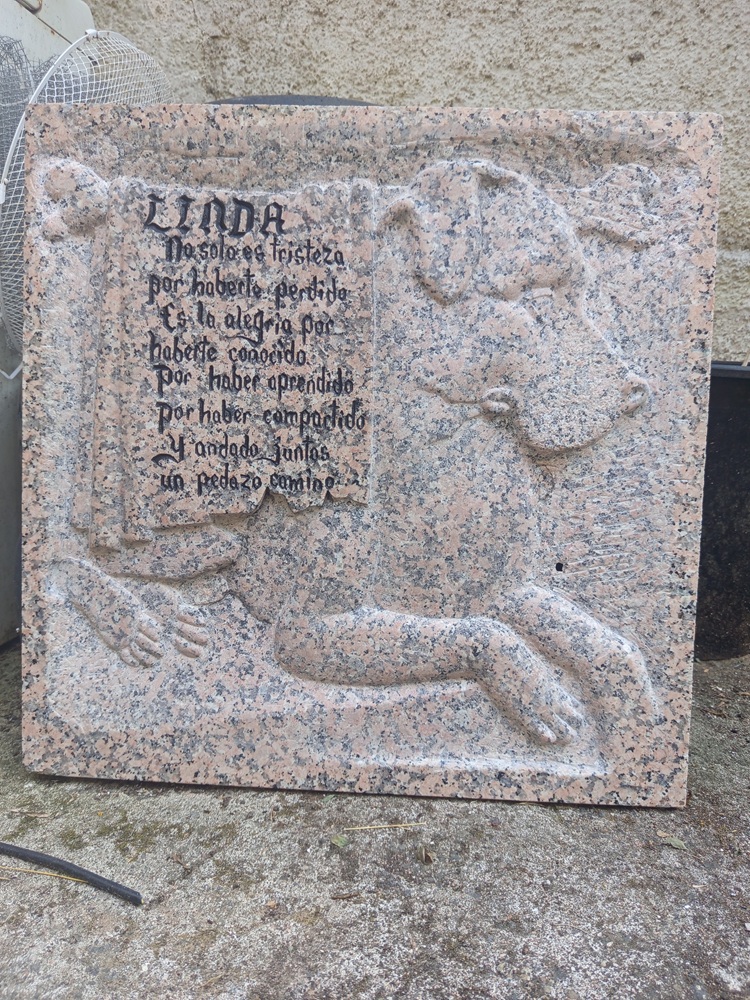 LINDA
No solo es tristeza
por haberte perdido
Es la alegria por
haberte conocido
Por haber aprendido
Por haber compartido
Y andado juntos
un pedazo camino